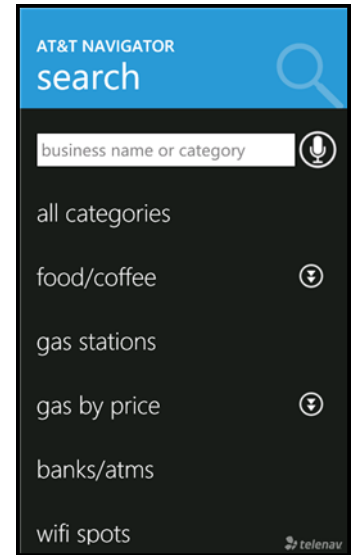 AT&T NAVIGATOR
search
business name or category
all categories
food/coffee
gas stations
gas by price
banks/atms
wifi spots
telenav